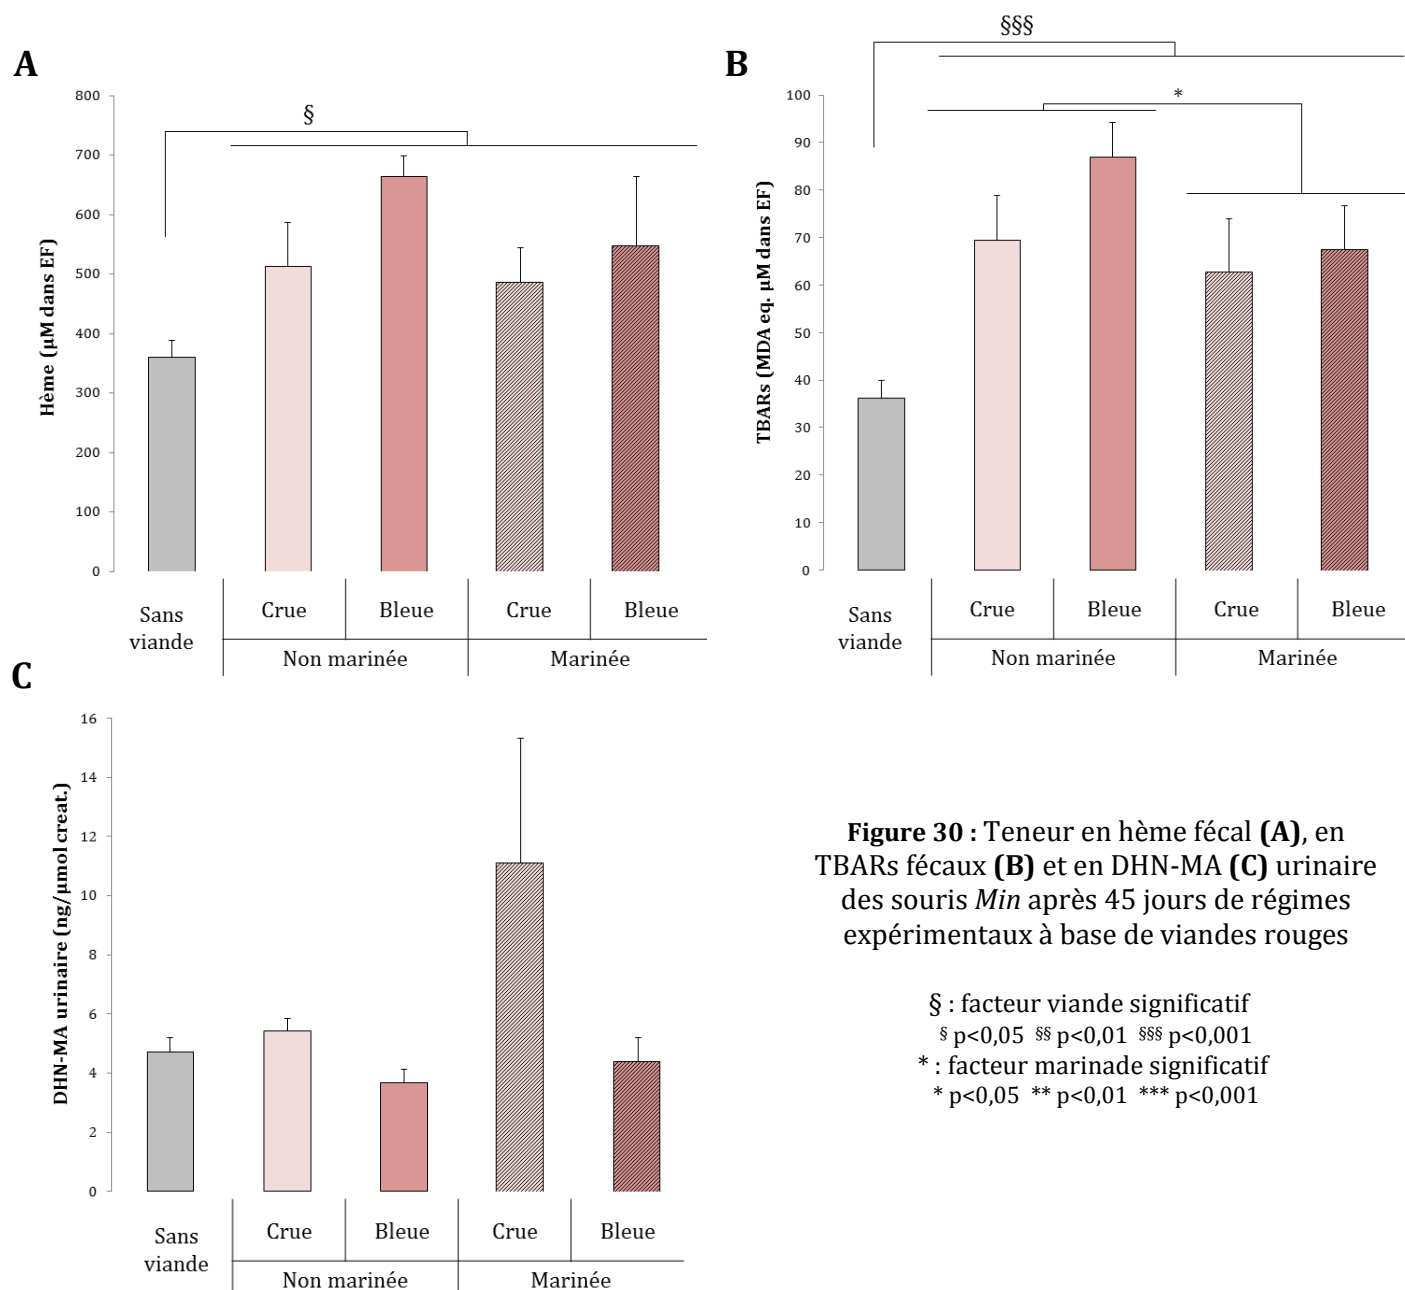 A
§
Hème (µM dans EF)
800
700
600
500
400
300
200
100
0
Sans viande
Crue
Bleue
Crue
Bleue
Non marinée
Marinée
B
§§§
*
TBARs (MDA eq. µM dans EF)
100
90
80
70
60
50
40
30
20
10
0
Sans viande
Crue
Bleue
Crue
Bleue
Non marinée
Marinée
C
DHN-MA urinaire (ng/µmol creat.)
16
14
12
10
8
6
4
2
0
Sans viande
Crue
Bleue
Crue
Bleue
Non marinée
Marinée
Figure 30 : Teneur en hème fécal (A), en
TBARs fécaux (B) et en DHN-MA (C) urinaire
des souris Min après 45 jours de régimes
expérimentaux à base de viandes rouges
§ : facteur viande significatif
§ p<0,05 §§ p<0,01 §§§ p<0,001
* : facteur marinade significatif
* p<0,05 ** p<0,01 *** p<0,001